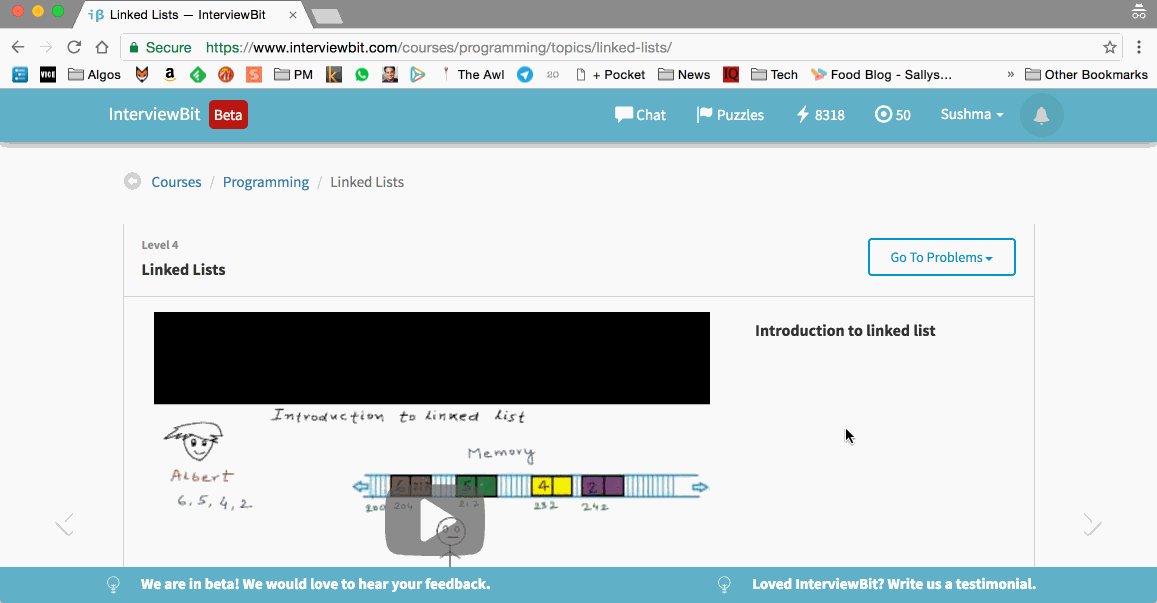 Linked Lists — InterviewBit
Secure https://www.interviewbit.com/courses/programming/topics/linked-lists/
VICE Algos PM The Awl 20 + Pocket News IQ Tech Food Blog - Sallys... » Other Bookmarks
InterviewBit Beta Chat Puzzles 8318 50 Sushma
Courses / Programming / Linked Lists
Level 4
Linked Lists
Go To Problems
Introduction to linked list
Introduction to linked list
Memory
Albert
6, 5, 4, 2
6 217 5 4 2
200 204 217 232 242
We are in beta! We would love to hear your feedback. Loved InterviewBit? Write us a testimonial.